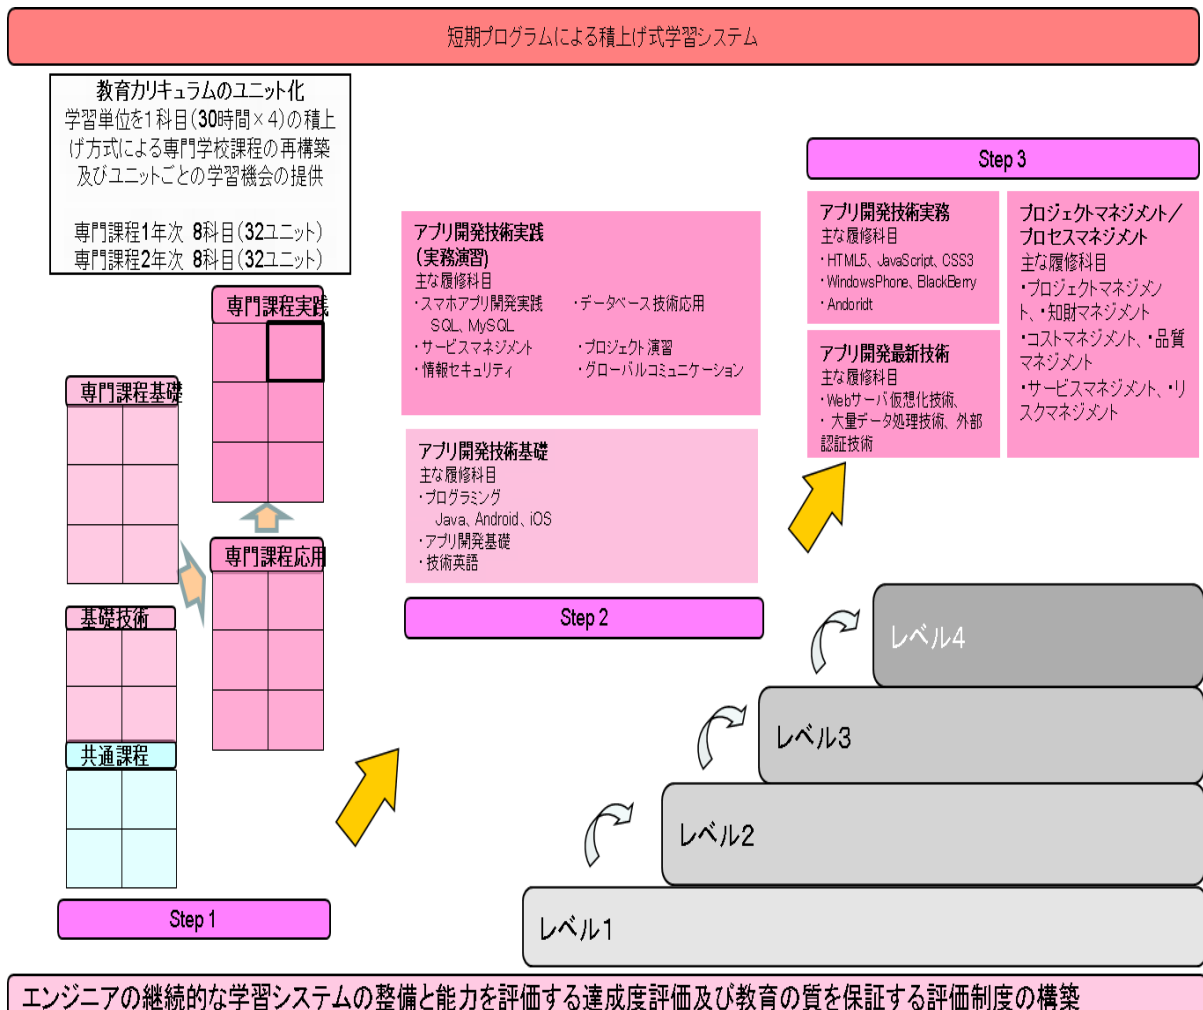 短期プログラムによる積上げ式学習システム
教育カリキュラムのユニット化
学習単位を1科目(30時間×4)の積上
げ方式による専門学校課程の再構築
及びユニットごとの学習機会の提供
専門課程1年次 8科目(32ユニット)
専門課程2年次 8科目(32ユニット)
専門課程実践
専門課程基礎
専門課程応用
基礎技術
共通課程
Step 1
アプリ開発技術実践
(実務演習)
主な履修科目
・スマホアプリ開発実践 ・データベース技術応用
SQL、MySQL
・サービスマネジメント ・プロジェクト演習
・情報セキュリティ ・グローバルコミュニケーション
アプリ開発技術基礎
主な履修科目
・プログラミング
Java、Android、iOS
・アプリ開発基礎
・技術英語
Step 2
Step 3
アプリ開発技術実務
主な履修科目
・HTML5、JavaScript、CSS3
・WindowsPhone、BlackBerry
・Andoridt
アプリ開発最新技術
主な履修科目
・Webサーバ仮想化技術、
・大量データ処理技術、外部
認証技術
プロジェクトマネジメント/
プロセスマネジメント
主な履修科目
・プロジェクトマネジメン
ト、・知財マネジメント
・コストマネジメント、・品質
マネジメント
・サービスマネジメント、・リ
スクマネジメント
レベル4
レベル3
レベル2
レベル1
エンジニアの継続的な学習システムの整備と能力を評価する達成度評価及び教育の質を保証する評価制度の構築